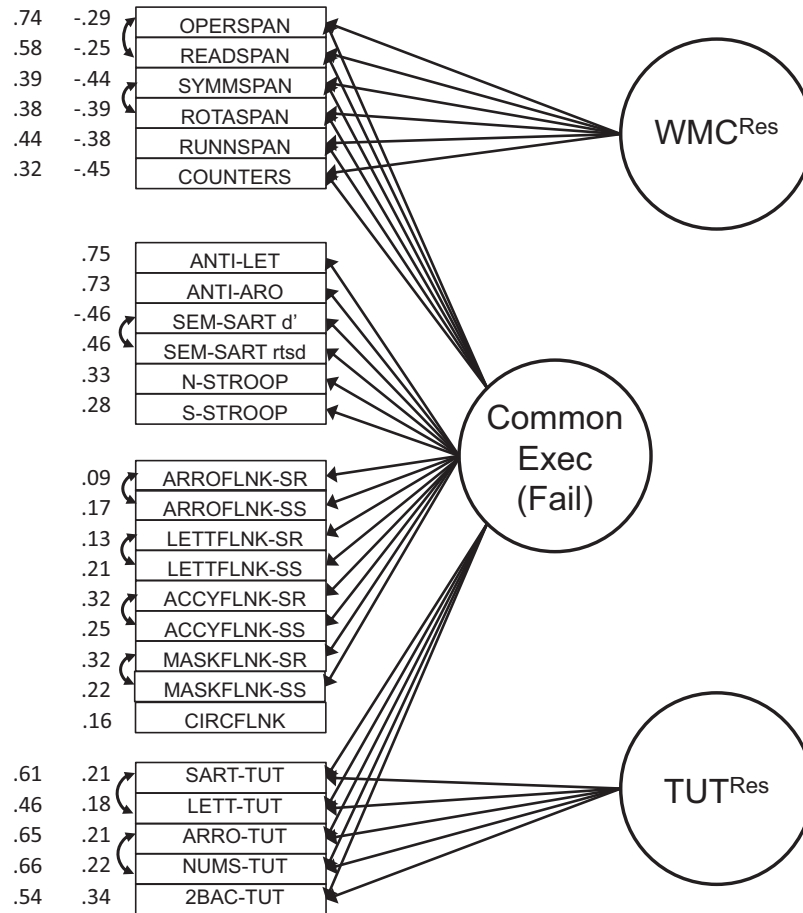 .74 -.29 OPERSPAN
.58 -.25 READSPAN
.39 -.44 SYMMSPAN
.38 -.39 ROTASPAN
.44 -.38 RUNNSPAN
.32 -.45 COUNTERS
WMCRes
.75 ANTI-LET
.73 ANTI-ARO
-.46 SEM-SART d'
.46 SEM-SART rtsd
.33 N-STROOP
.28 S-STROOP
Common
Exec
(Fail)
.09 ARROFLNK-SR
.17 ARROFLNK-SS
.13 LETTFLNK-SR
.21 LETTFLNK-SS
.32 ACCYFLNK-SR
.25 ACCYFLNK-SS
.32 MASKFLNK-SR
.22 MASKFLNK-SS
.16 CIRCFLNK
.61 .21 SART-TUT
.46 .18 LETT-TUT
.65 .21 ARRO-TUT
.66 .22 NUMS-TUT
.54 .34 2BAC-TUT
TUTRes